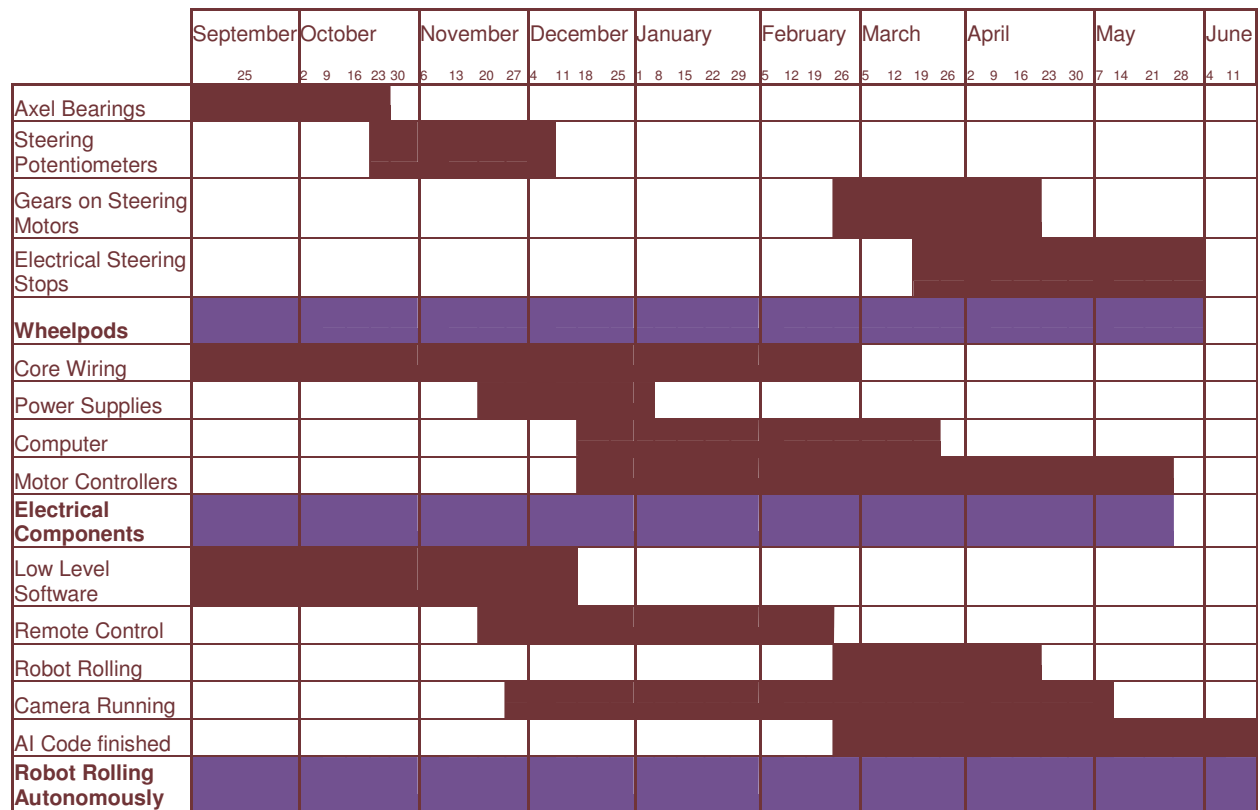 September October November December January February March April May June
25 2 9 16 23 30 6 13 20 27 4 11 18 25 1 8 15 22 29 5 12 19 26 5 12 19 26 2 9 16 23 30 7 14 21 28 4 11
Axel Bearings
Steering
Potentiometers
Gears on Steering
Motors
Electrical Steering
Stops
Wheelpods
Core Wiring
Power Supplies
Computer
Motor Controllers
Electrical
Components
Low Level
Software
Remote Control
Robot Rolling
Camera Running
AI Code finished
Robot Rolling
Autonomously